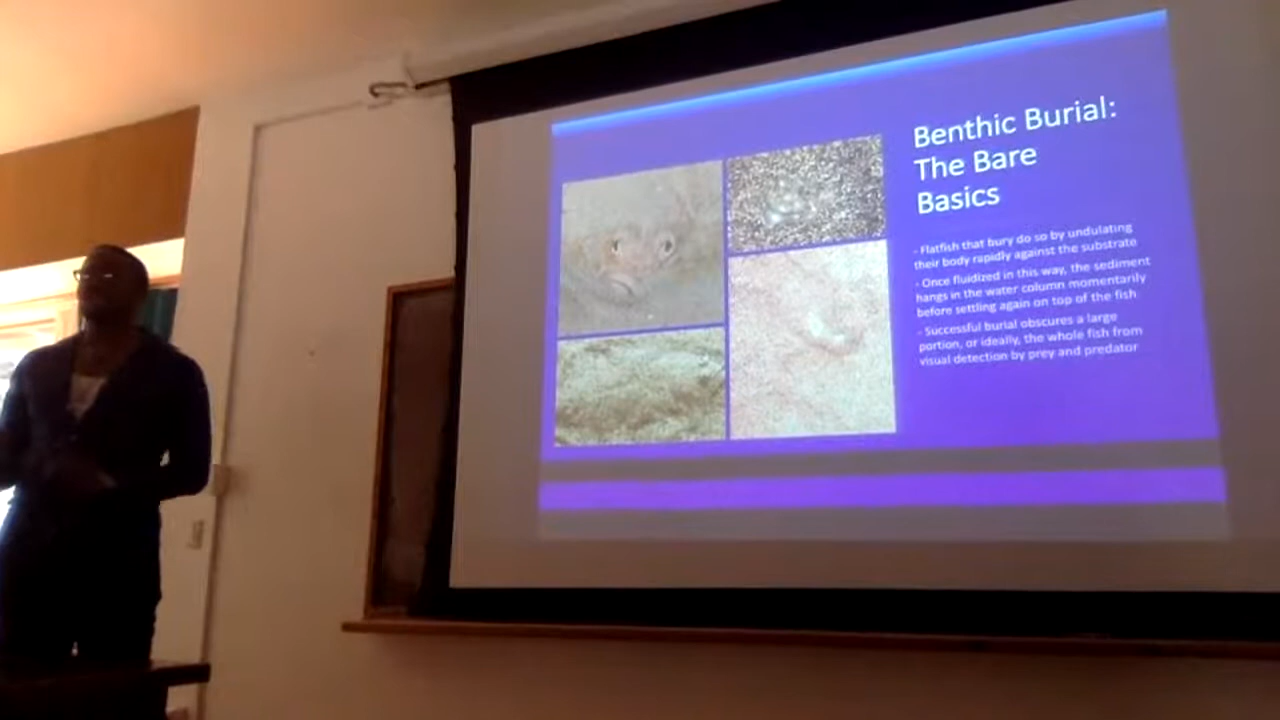 Benthic Burial:
The Bare
Basics
- Flatfish that bury do so by undulating
their body rapidly against the substrate
- Once fluidized in this way, the sediment
hangs in the water column momentarily
before settling again on top of the fish
- Successful burial obscures a large
portion, or ideally, the whole fish from
visual detection by prey and predator